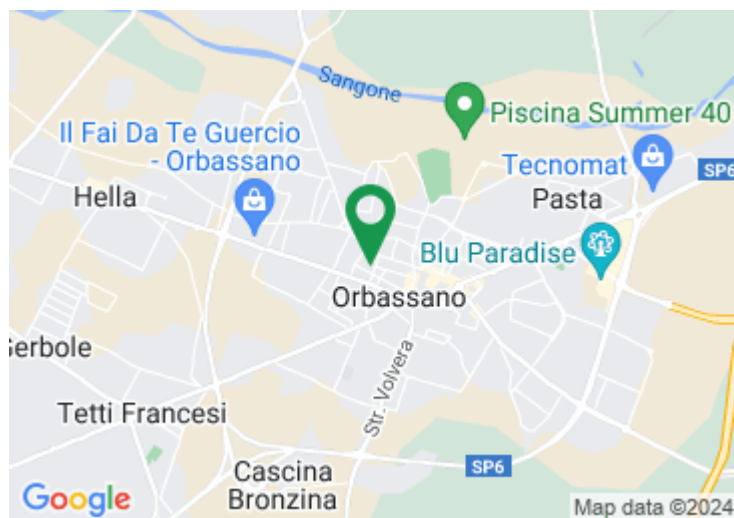 Sangone
Piscina Summer 40
Il Fai Da Te Guercio
- Orbassano
Tecnomat
SP6
Hella
Pasta
Blu Paradise
Orbassano
Gerbole
Str. Volvera
Tetti Francesi
SP6
Cascina
Bronzina
Google
Map data ©2024